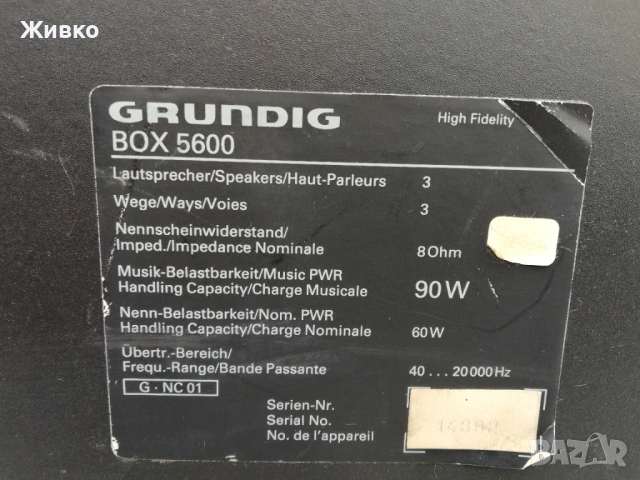 Живко
GRUNDIG
High Fidelity
BOX 5600
Lautsprecher/Speakers/Haut-Parleurs 3
Wege/Ways/Voies 3
Nennscheinwiderstand/
Imped./Impedance Nominale 8 Ohm
Musik-Belastbarkeit/Music PWR
Handling Capacity/Charge Musicale 90 W
Nenn-Belastbarkeit/Nom. PWR
Handling Capacity/Charge Nominale 60 W
Übertr.-Bereich/
Frequ.-Range/Bande Passante 40 ... 20 000 Hz
G · NC 01
Serien-Nr.
Serial No.
No. de l'appareil
BAZAR